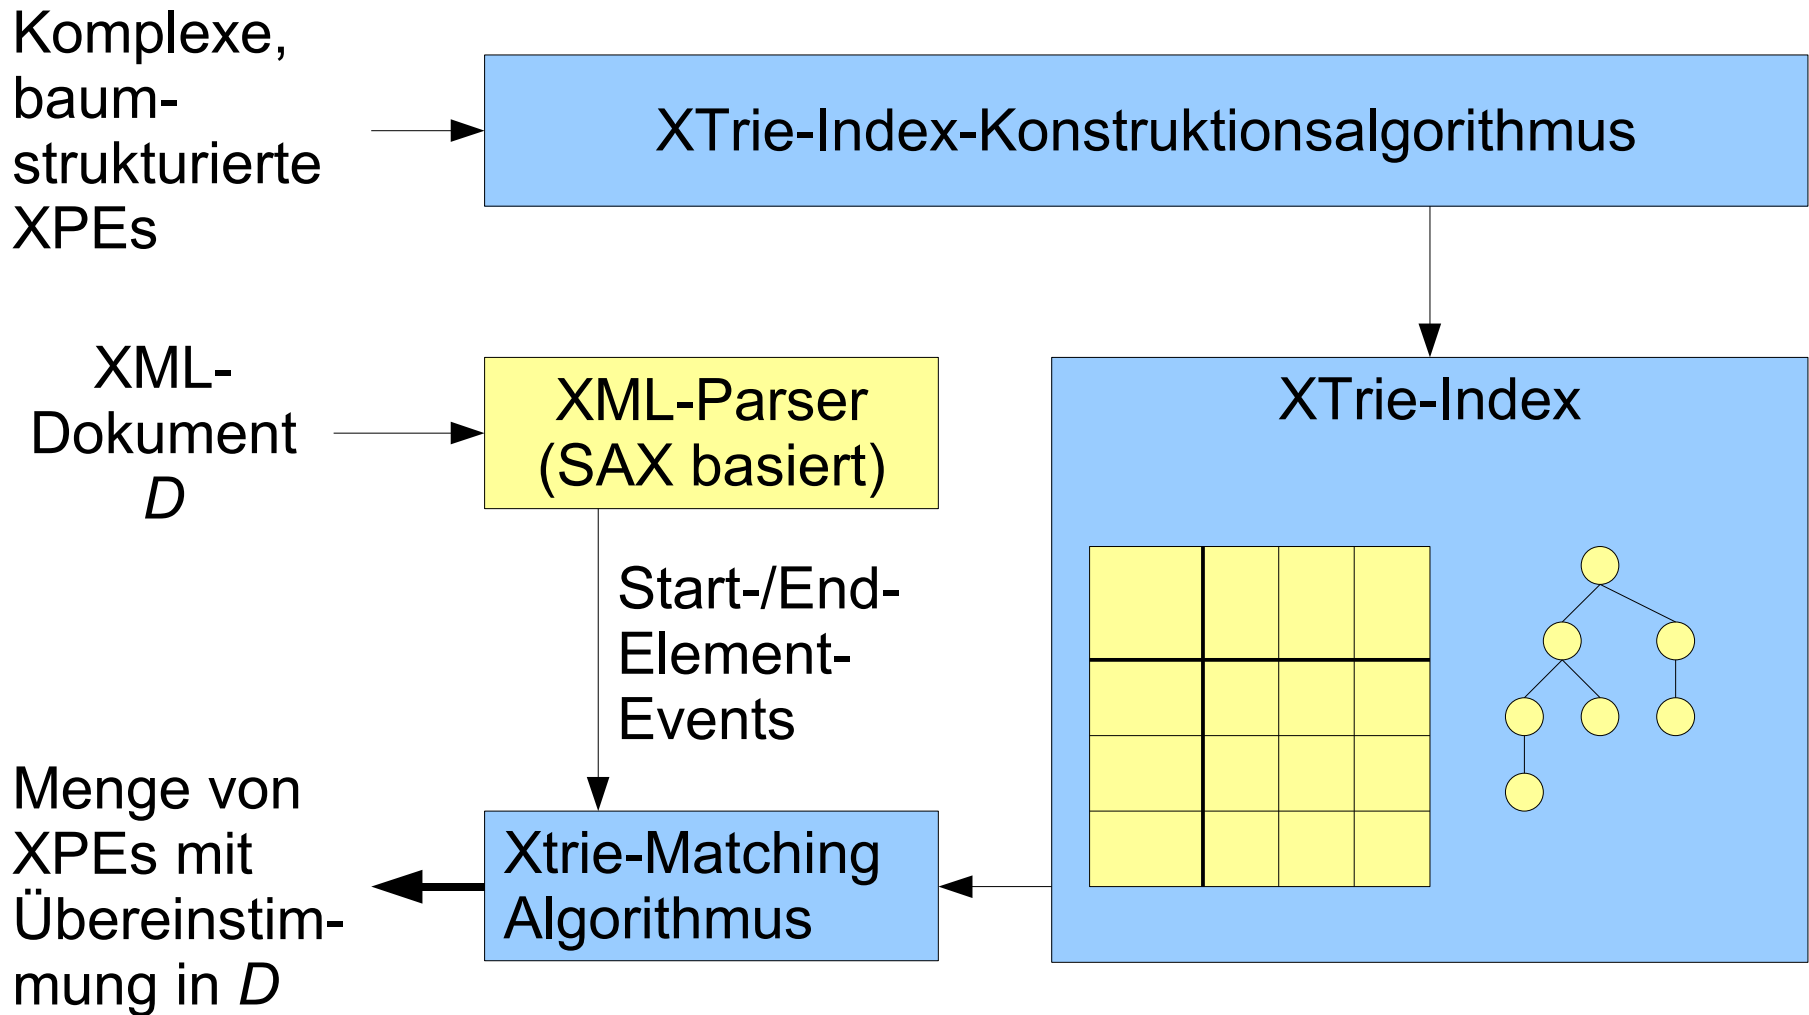 Komplexe,
baum-
strukturierte
XPEs
XTrie-Index-Konstruktionsalgorithmus
XML-
Dokument
D
XML-Parser
(SAX basiert)
XTrie-Index
Start-/End-
Element-
Events
Menge von
XPEs mit
Übereinstim-
mung in D
Xtrie-Matching
Algorithmus